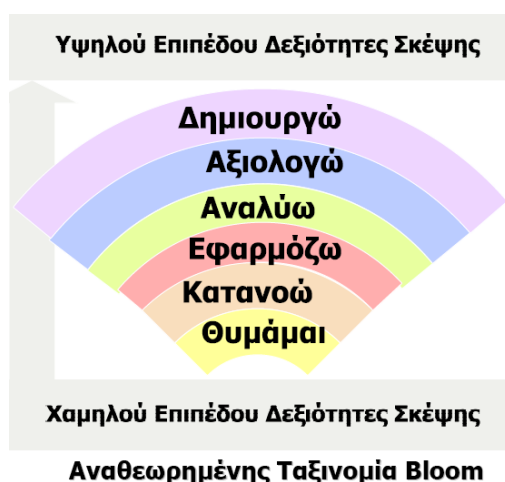 Υψηλού Επιπέδου Δεξιότητες Σκέψης
Δημιουργώ
Αξιολογώ
Αναλύω
Εφαρμόζω
Κατανοώ
Θυμάμαι
Χαμηλού Επιπέδου Δεξιότητες Σκέψης
Αναθεωρημένης Ταξινομία Bloom